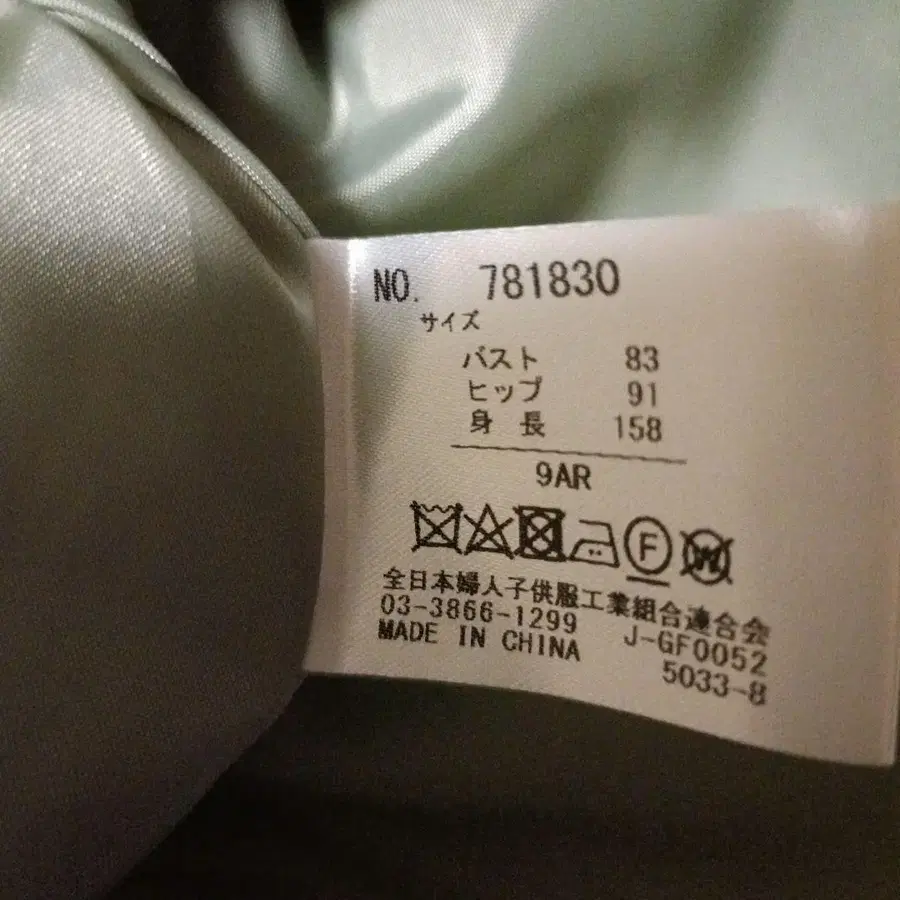 NO. 781830
サイズ
バスト 83
ヒップ 91
身長 158
9AR
F W
全日本婦人子供服工業組合連合会
03-3866-1299 J-GF0052
MADE IN CHINA 5033-8